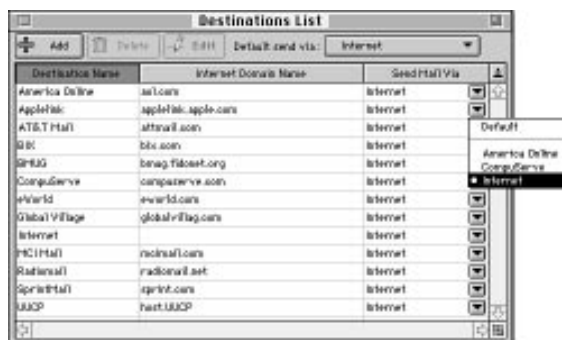 Destinations List
Add Delete Edit Default send via: Internet
Destination Name Internet Domain Name Send Mail Via
America Online aol.com Internet
Applelink applelink.apple.com Internet
AT&T Mail attmail.com Internet
BIX bix.com Internet
BMUG bmug.fidonet.org Internet
CompuServe compuserve.com Internet
eWorld eworld.com Internet
Global Village globalvillag.com Internet
Internet Internet
MCI Mail mcimail.com Internet
Radiomail radiomail.net Internet
SprintMail sprint.com Internet
UUCP host.UUCP Internet
Default
America Online
CompuServe
Internet